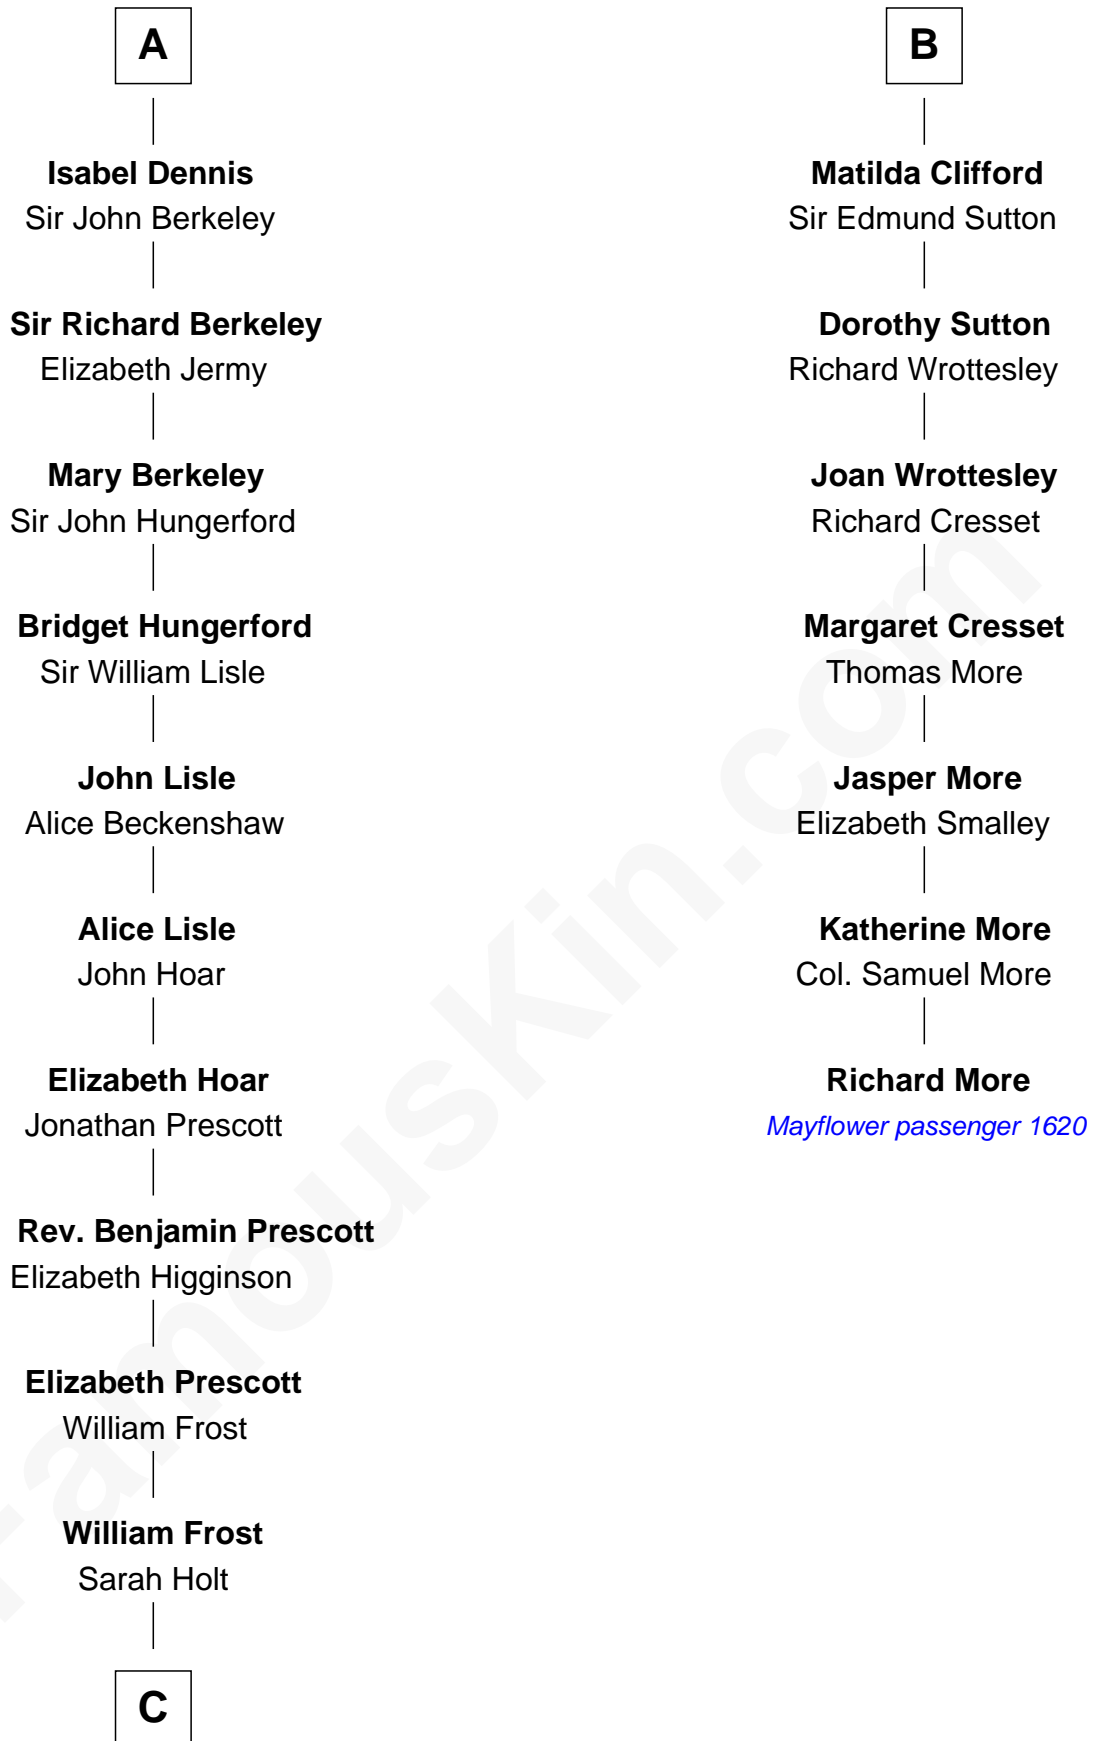 A
Isabel Dennis
Sir John Berkeley
Sir Richard Berkeley
Elizabeth Jermy
Mary Berkeley
Sir John Hungerford
Bridget Hungerford
Sir William Lisle
John Lisle
Alice Beckenshaw
Alice Lisle
John Hoar
Elizabeth Hoar
Jonathan Prescott
Rev. Benjamin Prescott
Elizabeth Higginson
Elizabeth Prescott
William Frost
William Frost
Sarah Holt
C
B
Matilda Clifford
Sir Edmund Sutton
Dorothy Sutton
Richard Wrottesley
Joan Wrottesley
Richard Cresset
Margaret Cresset
Thomas More
Jasper More
Elizabeth Smalley
Katherine More
Col. Samuel More
Richard More
Mayflower passenger 1620
FamousKin.com